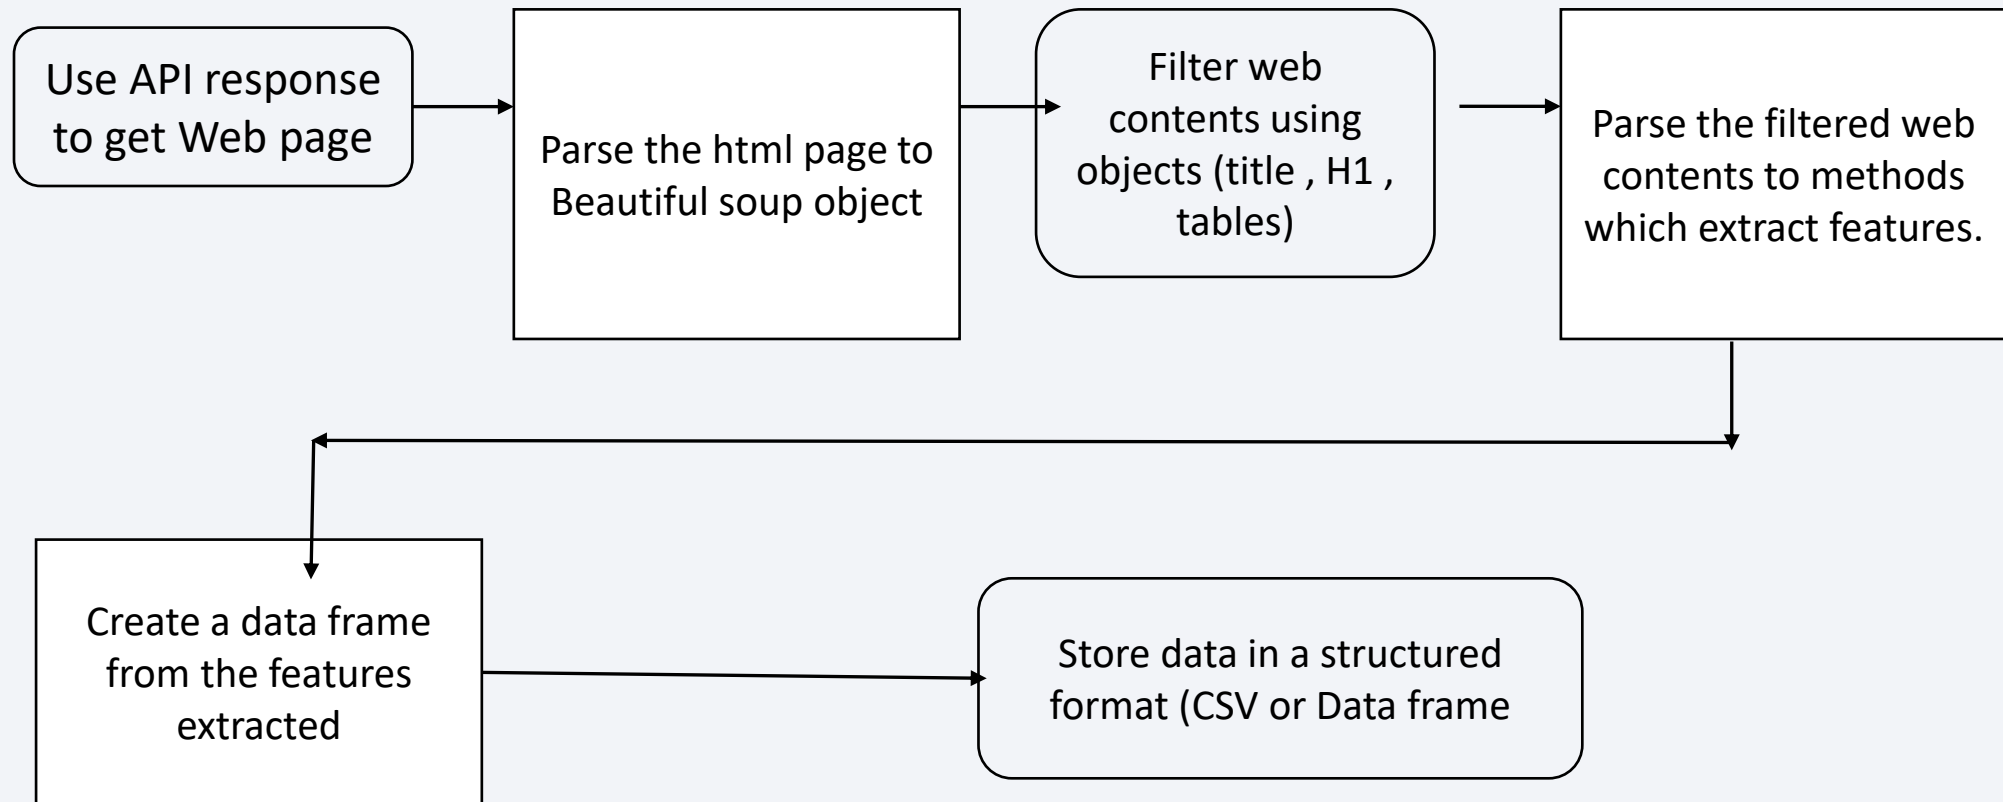 Use API response
to get Web page
Parse the html page to
Beautiful soup object
Filter web
contents using
objects (title , H1 ,
tables)
Parse the filtered web
contents to methods
which extract features.
Create a data frame
from the features
extracted
Store data in a structured
format (CSV or Data frame